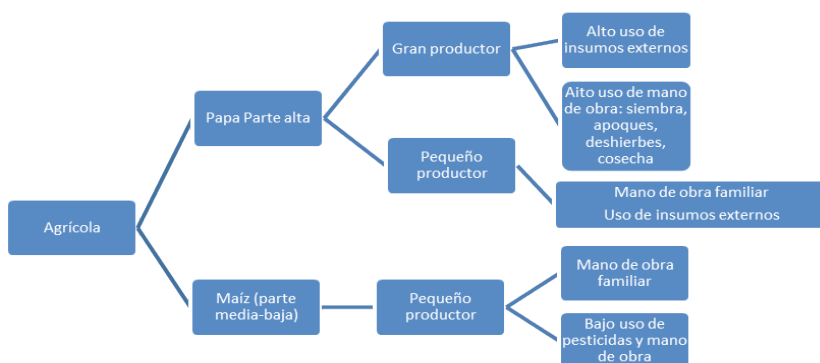 Agrícola
Papa Parte alta
Gran productor
Alto uso de
insumos externos
Aito uso de mano
de obra: siembra,
apoques,
deshierbes,
cosecha
Pequeño
productor
Mano de obra familiar
Uso de insumos externos
Maíz (parte
media-baja)
Pequeño
productor
Mano de obra
familiar
Bajo uso de
pesticidas y mano
de obra